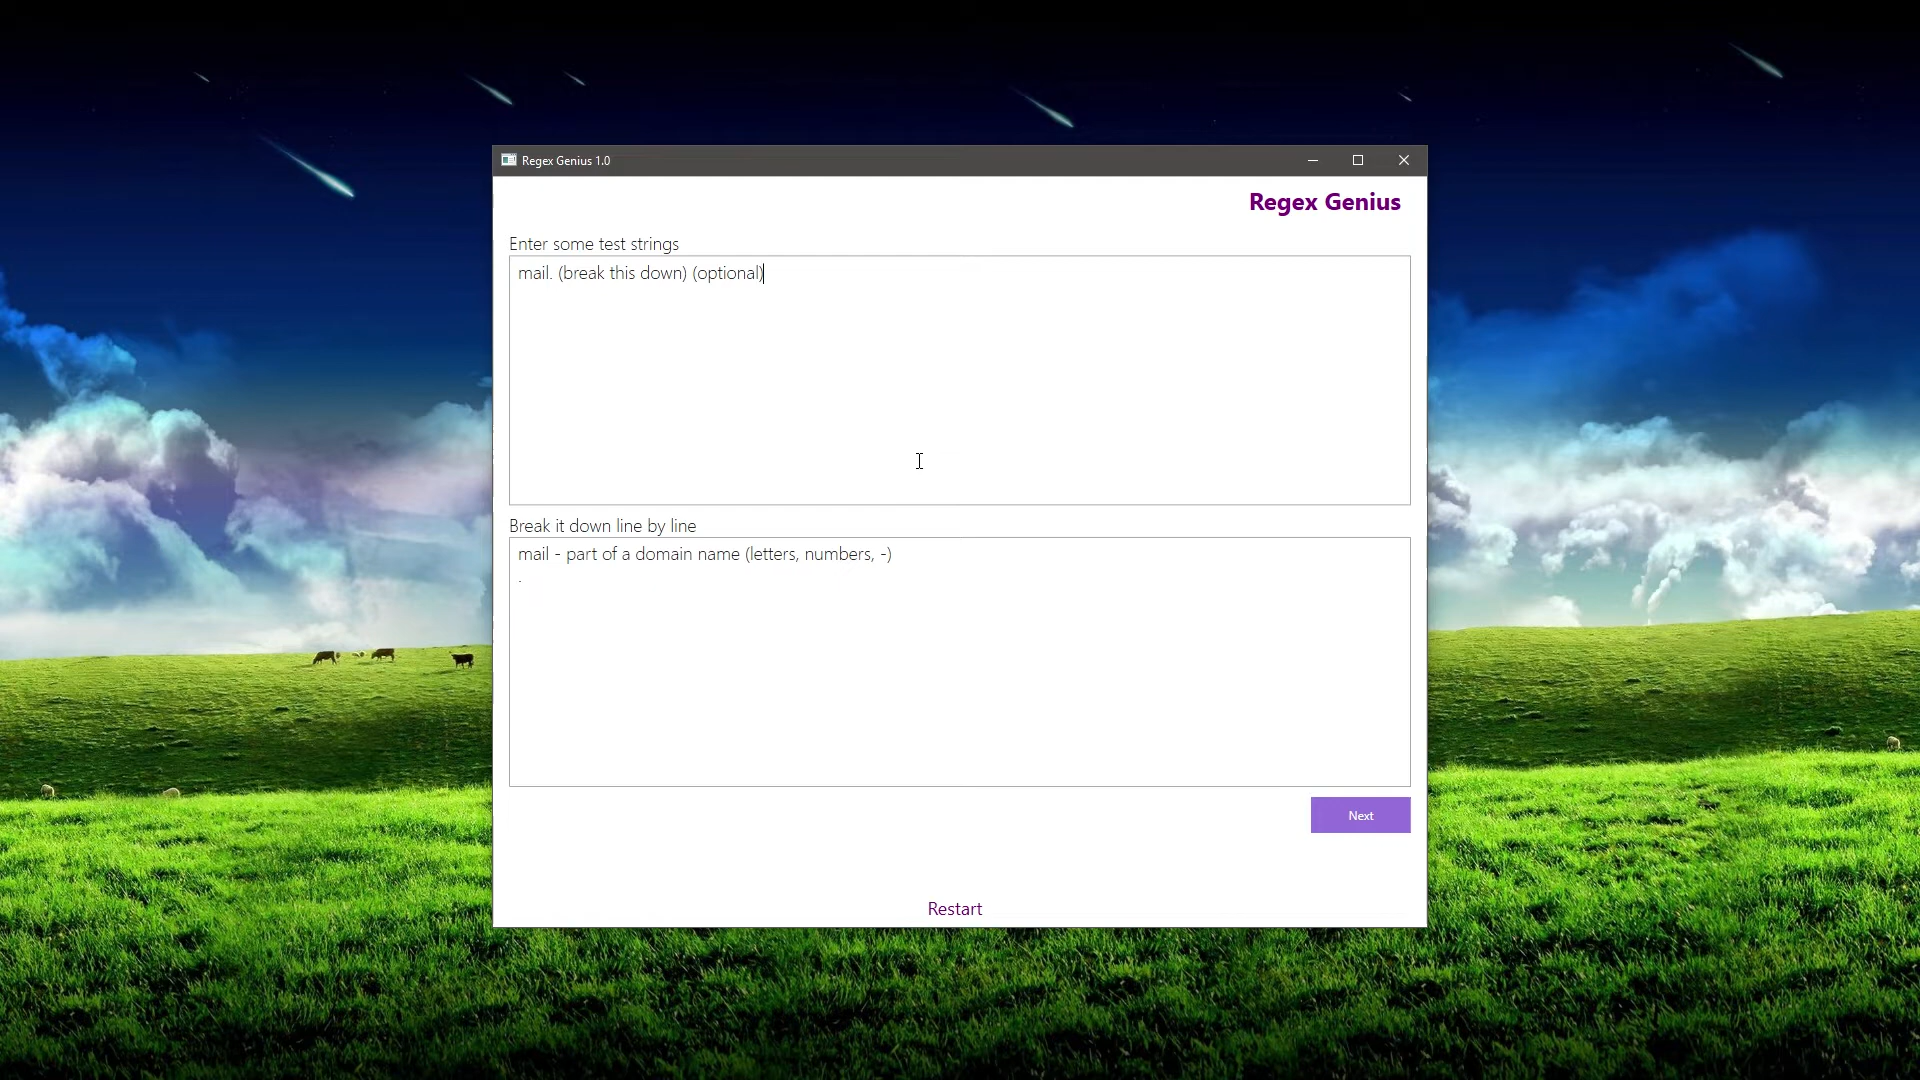 Regex Genius 1.0
Regex Genius
Enter some test strings
mail. (break this down) (optional)
Break it down line by line
mail - part of a domain name (letters, numbers, -)
.
Next
Restart